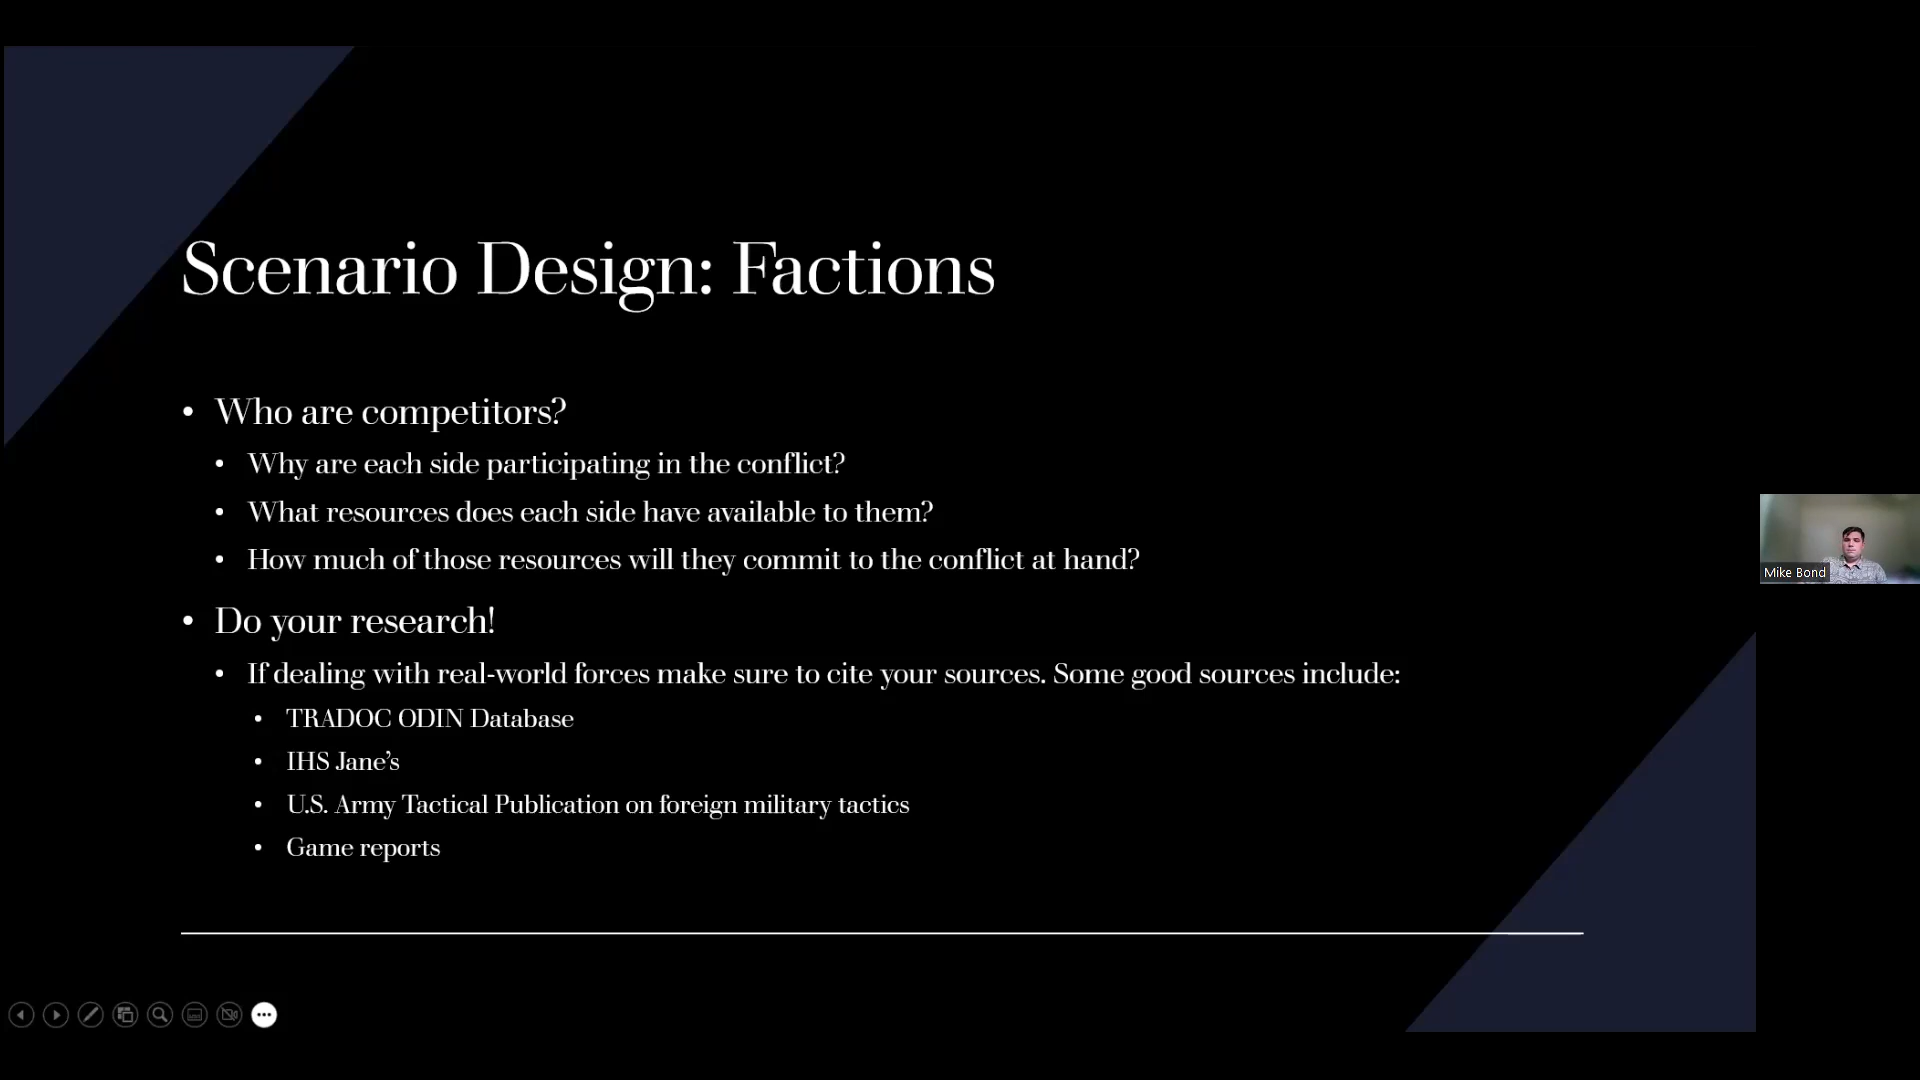 Scenario Design: Factions
• Who are competitors?
• Why are each side participating in the conflict?
• What resources does each side have available to them?
• How much of those resources will they commit to the conflict at hand?
• Do your research!
• If dealing with real-world forces make sure to cite your sources. Some good sources include:
• TRADOC ODIN Database
• IHS Jane’s
• U.S. Army Tactical Publication on foreign military tactics
• Game reports
Mike Bond